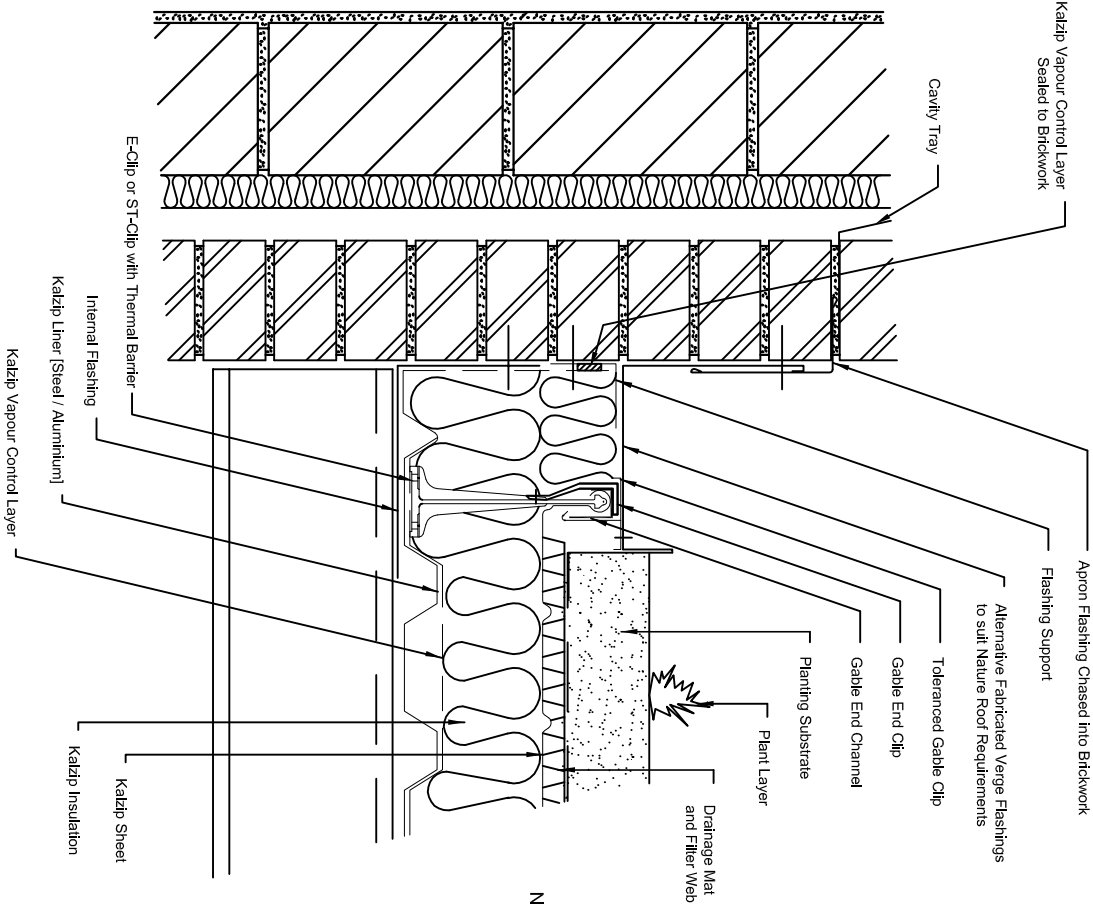 Kalzip Vapour Control Layer
Sealed to Brickwork
Cavity Tray
E-Clip or ST-Clip with Thermal Barrier
Internal Flashing
Kalzip Liner [Steel / Aluminium]
Kalzip Vapour Control Layer
Apron Flashing Chased into Brickwork
Flashing Support
Alternative Fabricated Verge Flashings
to suit Nature Roof Requirements
Toleranced Gable Clip
Gable End Clip
Gable End Channel
Planting Substrate
Plant Layer
Drainage Mat
and Filter Web
Kalzip Sheet
Kalzip Insulation
N